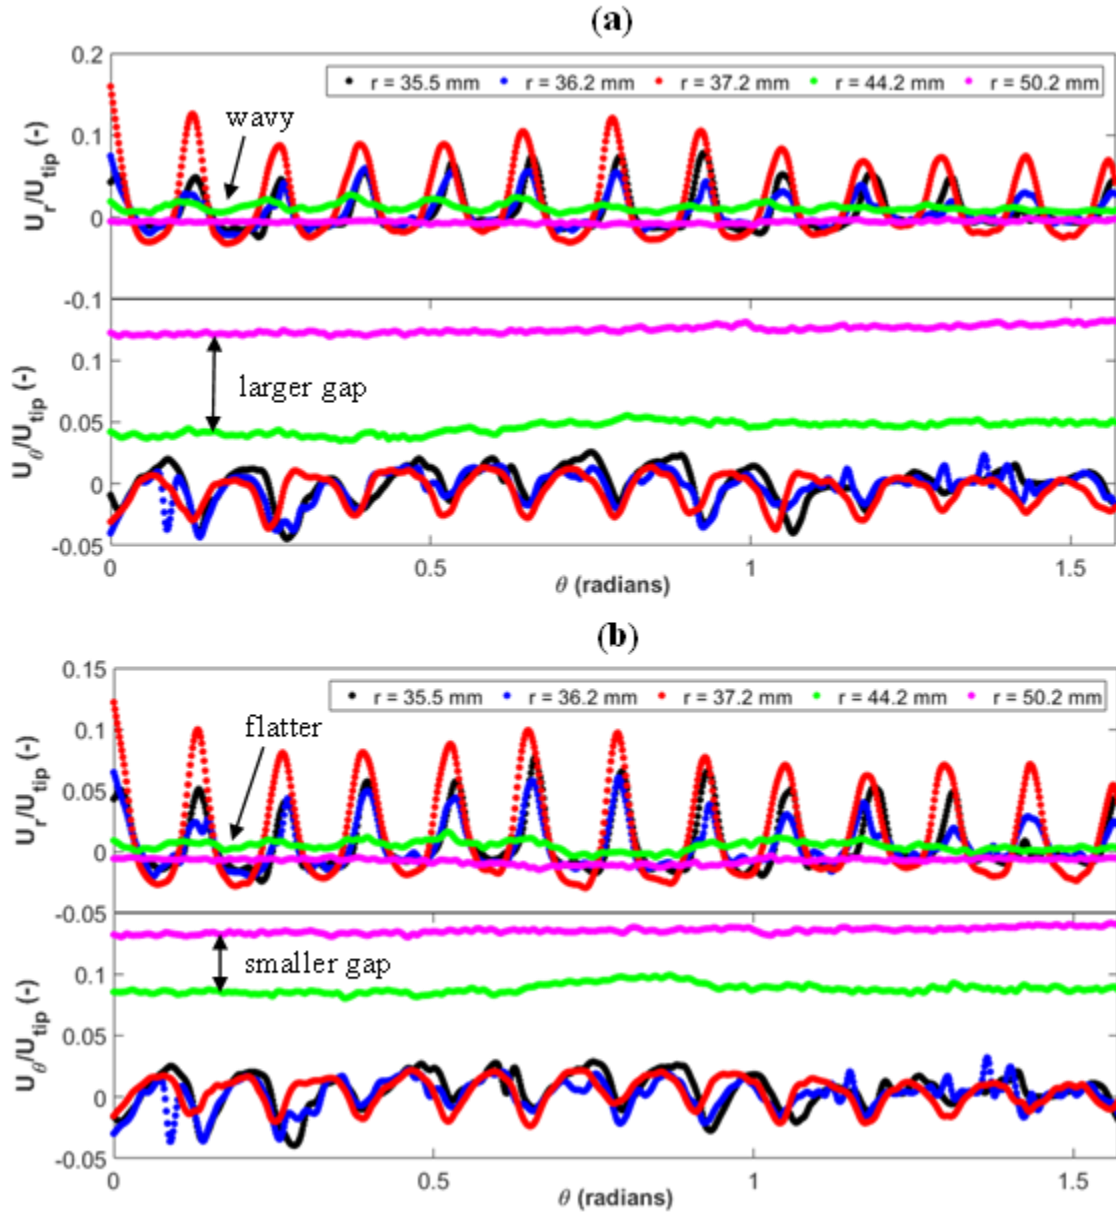 (a)
0.2
r = 35.5 mm r = 36.2 mm r = 37.2 mm r = 44.2 mm r = 50.2 mm
wavy
0.1
0
U_r/U_tip (-)
-0.1
0.1
larger gap
0.05
0
U_θ/U_tip (-)
-0.05
0 0.5 1 1.5
θ (radians)
(b)
0.15
r = 35.5 mm r = 36.2 mm r = 37.2 mm r = 44.2 mm r = 50.2 mm
flatter
0.1
0.05
0
U_r/U_tip (-)
-0.05
smaller gap
0.1
0.05
0
U_θ/U_tip (-)
-0.05
0 0.5 1 1.5
θ (radians)